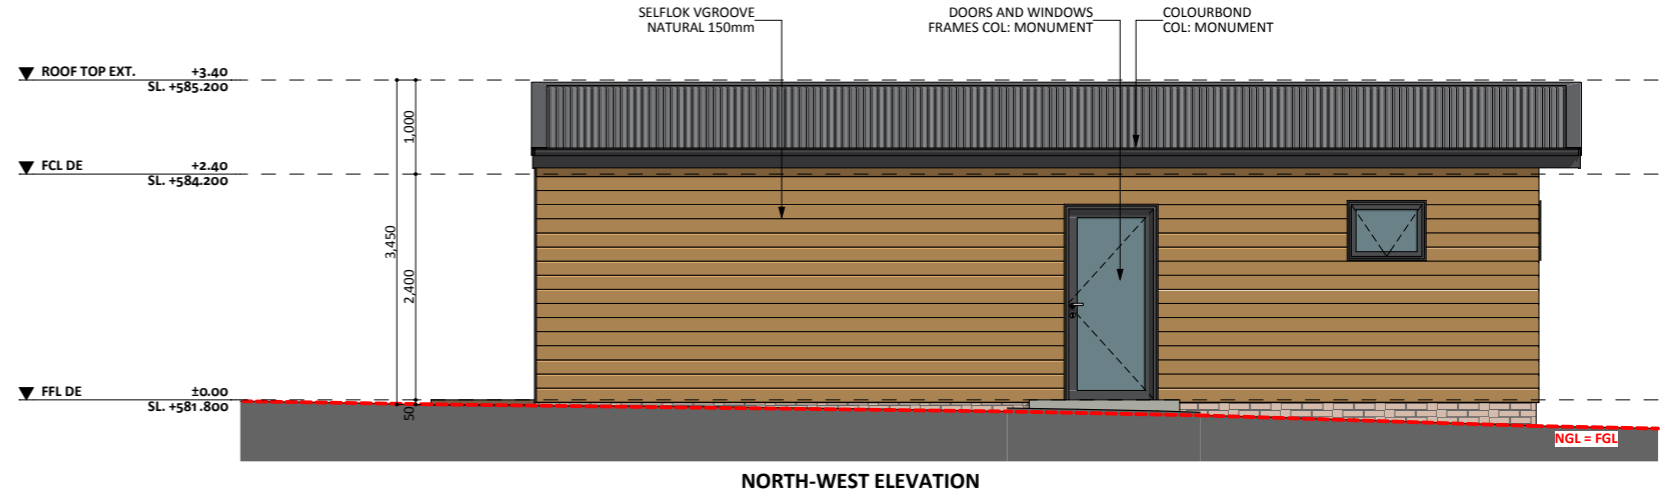 SELFLOK VGROOVE
NATURAL 150mm
DOORS AND WINDOWS
FRAMES COL: MONUMENT
COLOURBOND
COL: MONUMENT
ROOF TOP EXT. +3.40
SL. +585.200
1,000
FCL DE +2.40
SL. +584.200
3,450
2,400
FFL DE ±0.00
SL. +581.800
50
NGL = FGL
NORTH-WEST ELEVATION